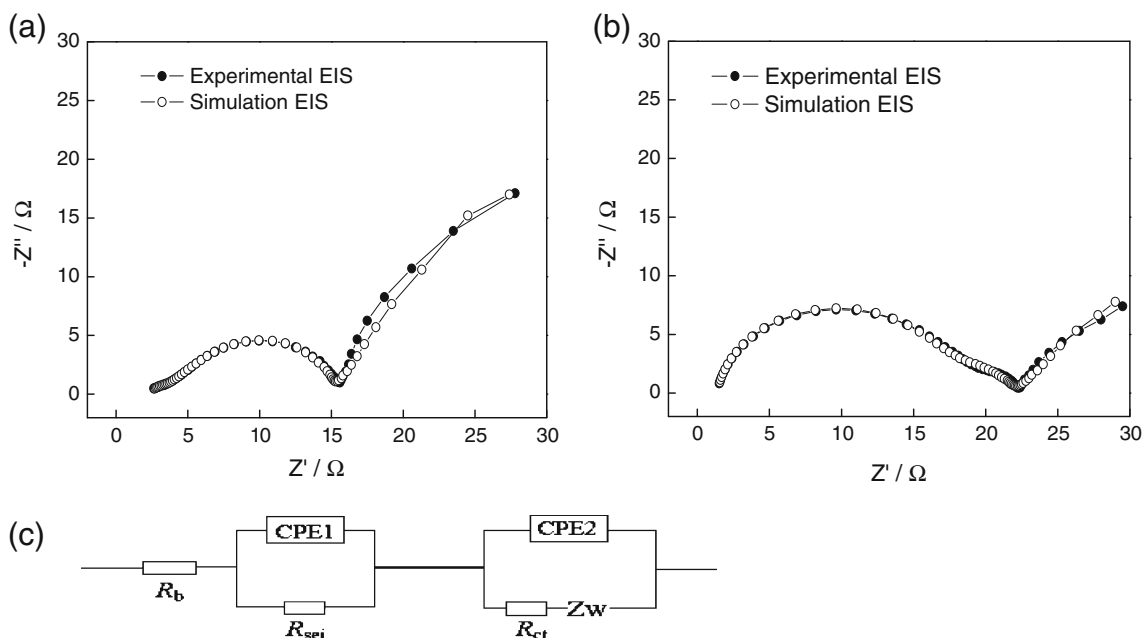 (a)
30
25
20
15
10
5
0
-Z" / Ω
Experimental EIS
Simulation EIS
0 5 10 15 20 25 30
Z' / Ω
(b)
30
25
20
15
10
5
0
-Z" / Ω
Experimental EIS
Simulation EIS
0 5 10 15 20 25 30
Z' / Ω
(c)
CPE1
CPE2
Rb
Rsei
Rct
Zw